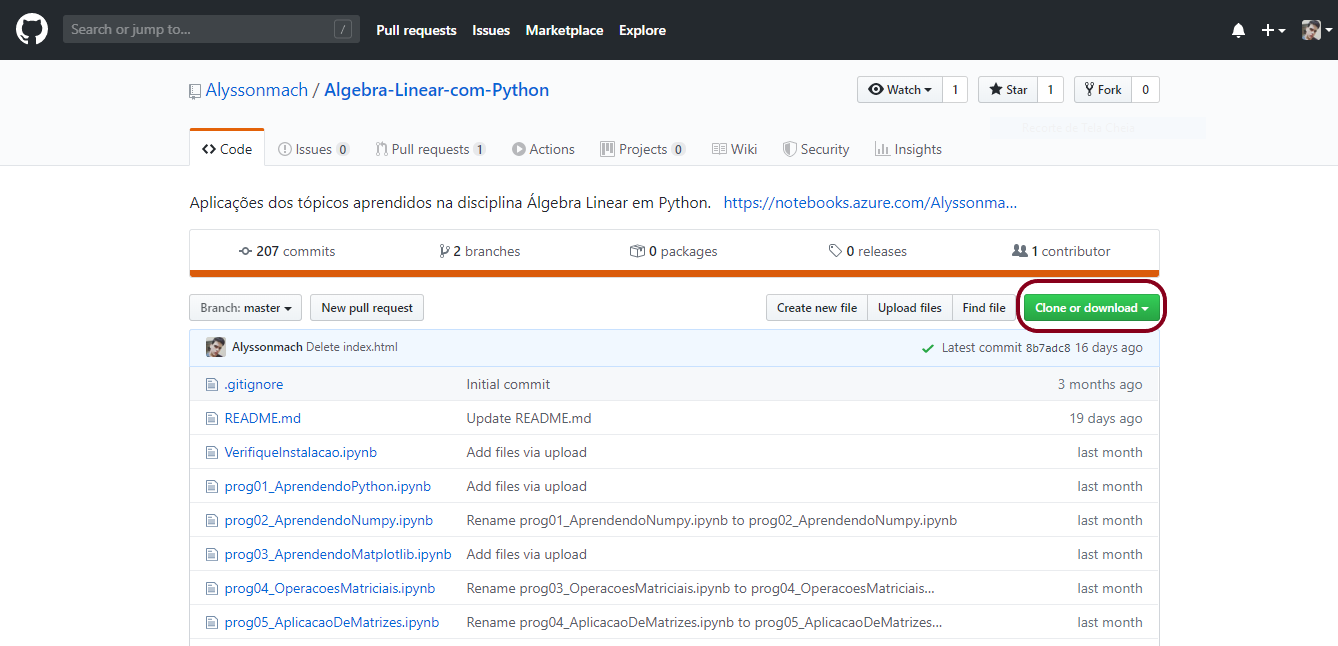 Search or jump to... / Pull requests Issues Marketplace Explore
Alyssonmach / Algebra-Linear-com-Python Watch 1 Star 1 Fork 0
Code Issues 0 Pull requests 1 Actions Projects 0 Wiki Security Insights
Aplicações dos tópicos aprendidos na disciplina Álgebra Linear em Python. https://notebooks.azure.com/Alyssonma...
207 commits 2 branches 0 packages 0 releases 1 contributor
Branch: master New pull request Create new file Upload files Find file Clone or download
Alyssonmach Delete index.html Latest commit 8b7adc8 16 days ago
.gitignore Initial commit 3 months ago
README.md Update README.md 19 days ago
VerifiqueInstalacao.ipynb Add files via upload last month
prog01_AprendendoPython.ipynb Add files via upload last month
prog02_AprendendoNumpy.ipynb Rename prog01_AprendendoNumpy.ipynb to prog02_AprendendoNumpy.ipynb last month
prog03_AprendendoMatplotlib.ipynb Add files via upload last month
prog04_OperacoesMatriciais.ipynb Rename prog03_OperacoesMatriciais.ipynb to prog04_OperacoesMatriciais... last month
prog05_AplicacaoDeMatrizes.ipynb Rename prog04_AplicacaoDeMatrizes.ipynb to prog05_AplicacaoDeMatrizes... last month